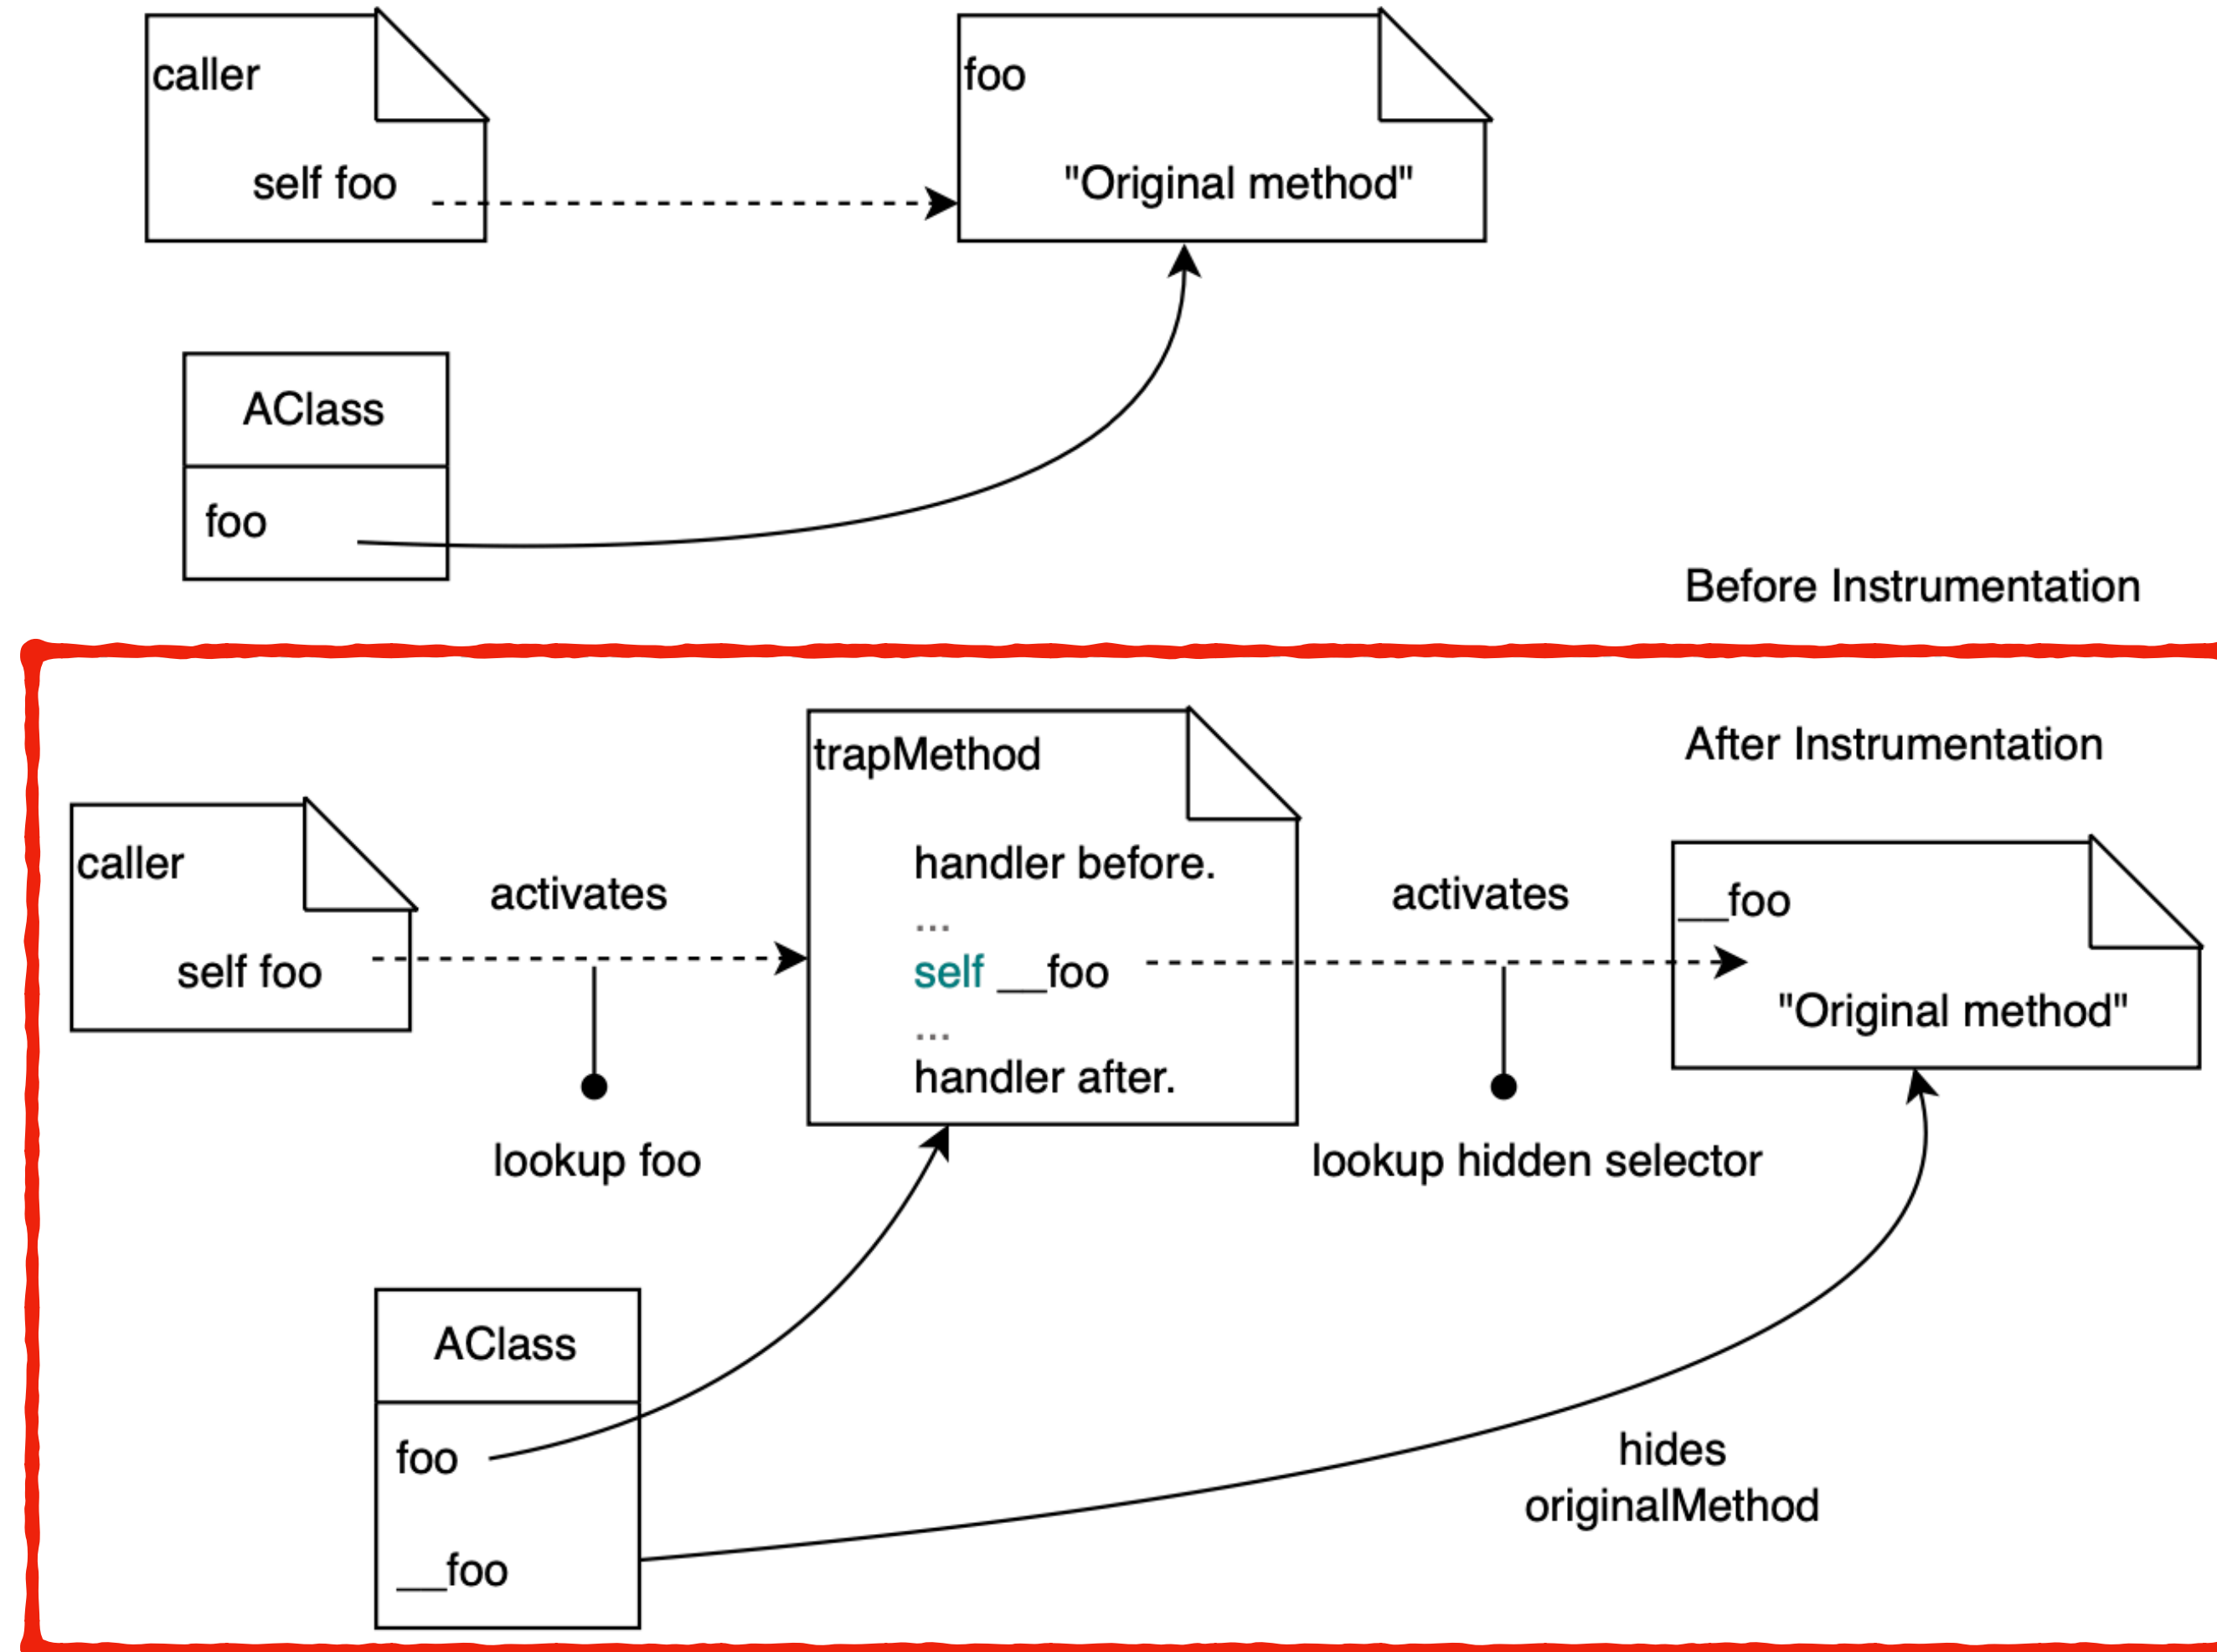 caller
self foo
foo
"Original method"
AClass
foo
Before Instrumentation
After Instrumentation
caller
self foo
activates
lookup foo
trapMethod
handler before.
...
self __foo
...
handler after.
activates
lookup hidden selector
__foo
"Original method"
AClass
foo
__foo
hides
originalMethod